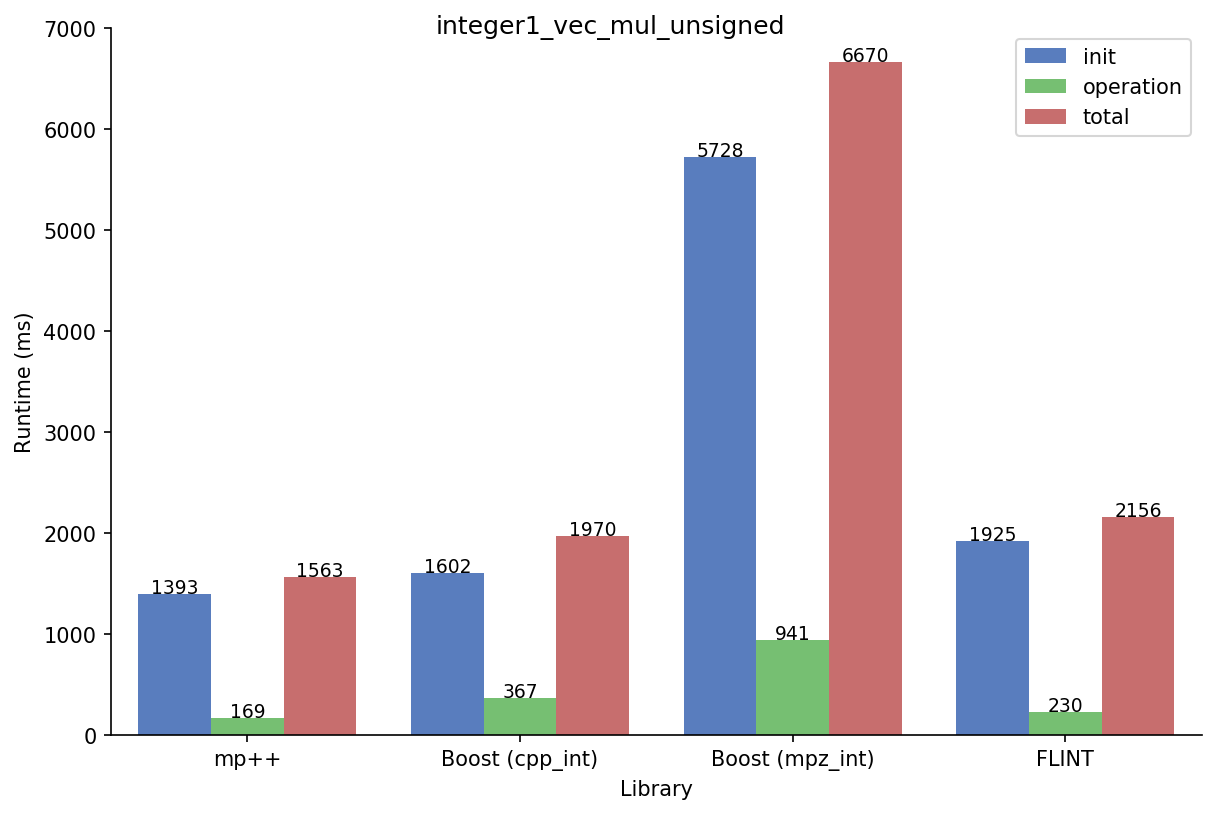 integer1_vec_mul_unsigned
init
operation
total
Runtime (ms)
7000
6000
5000
4000
3000
2000
1000
0
1393
169
1563
1602
367
1970
5728
941
6670
1925
230
2156
mp++
Boost (cpp_int)
Boost (mpz_int)
FLINT
Library